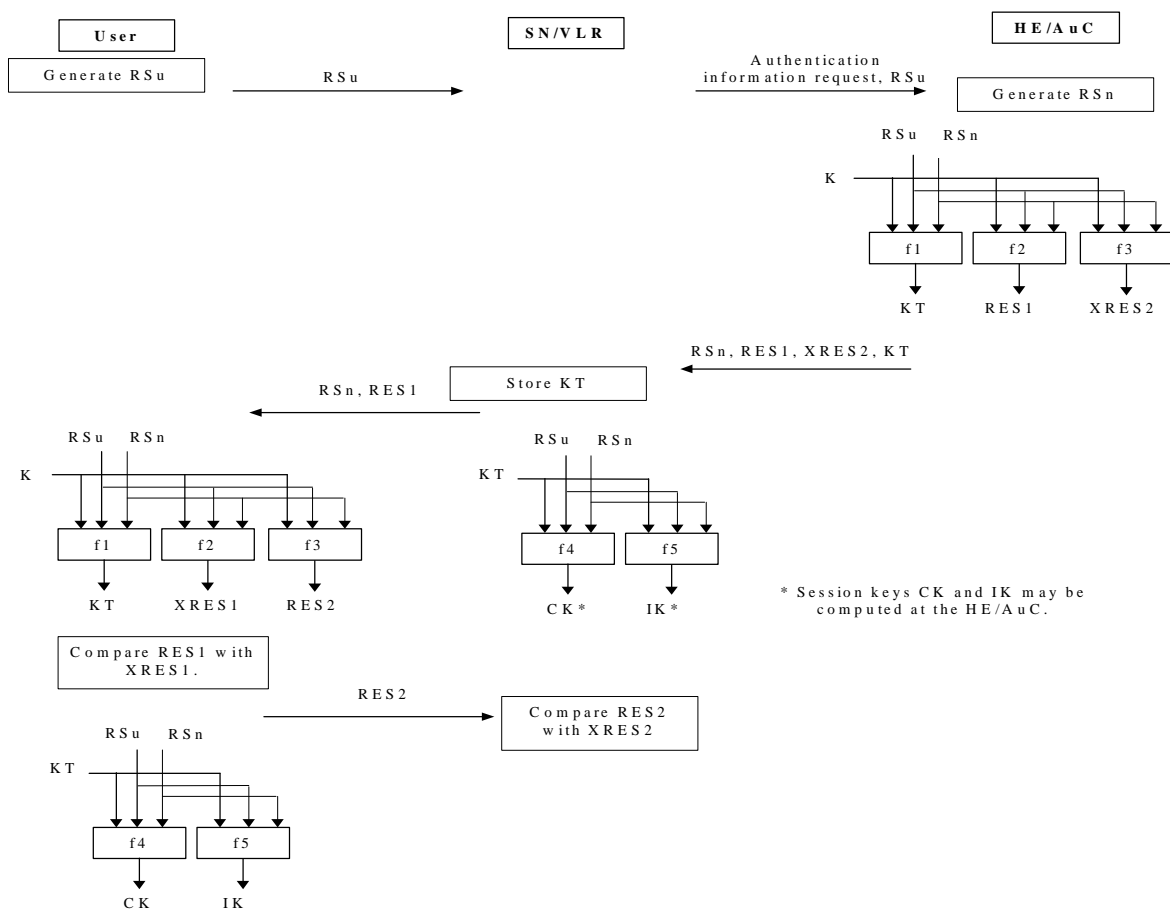 User
SN/VLR
HE/AuC
Generate RSu
RSu
Authentication
information request, RSu
Generate RSn
RSu
RSn
K
f1
f2
f3
KT
RES1
XRES2
RSn, RES1, XRES2, KT
Store KT
RSn, RES1
RSu
RSn
K
f1
f2
f3
KT
XRES1
RES2
RSu
RSn
KT
f4
f5
CK*
IK*
* Session keys CK and IK may be
computed at the HE/AuC.
Compare RES1 with
XRES1.
RES2
Compare RES2
with XRES2
RSu
RSn
KT
f4
f5
CK
IK